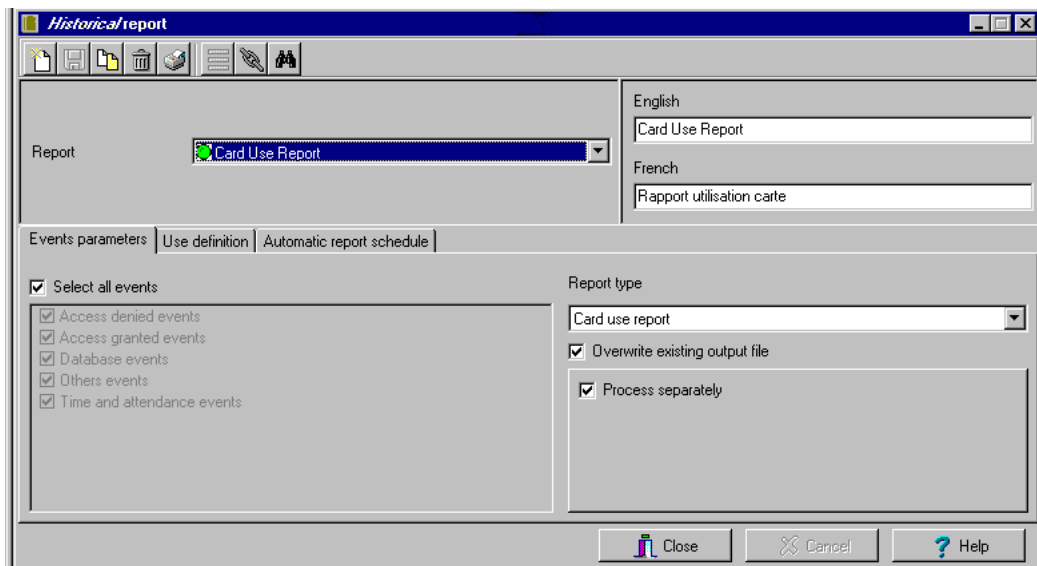 Historical report
English
Card Use Report
Report
Card Use Report
French
Rapport utilisation carte
Events parameters
Use definition
Automatic report schedule
Select all events
Access denied events
Access granted events
Database events
Others events
Time and attendance events
Report type
Card use report
Overwrite existing output file
Process separately
Close
Cancel
Help